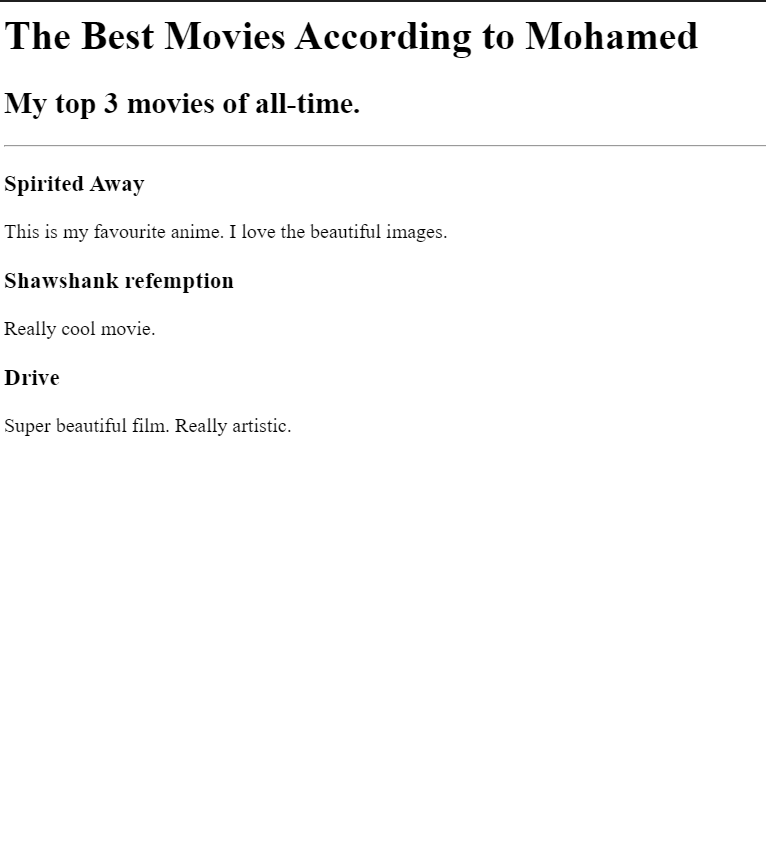 The Best Movies According to Mohamed
My top 3 movies of all-time.
Spirited Away
This is my favourite anime. I love the beautiful images.
Shawshank refemption
Really cool movie.
Drive
Super beautiful film. Really artistic.